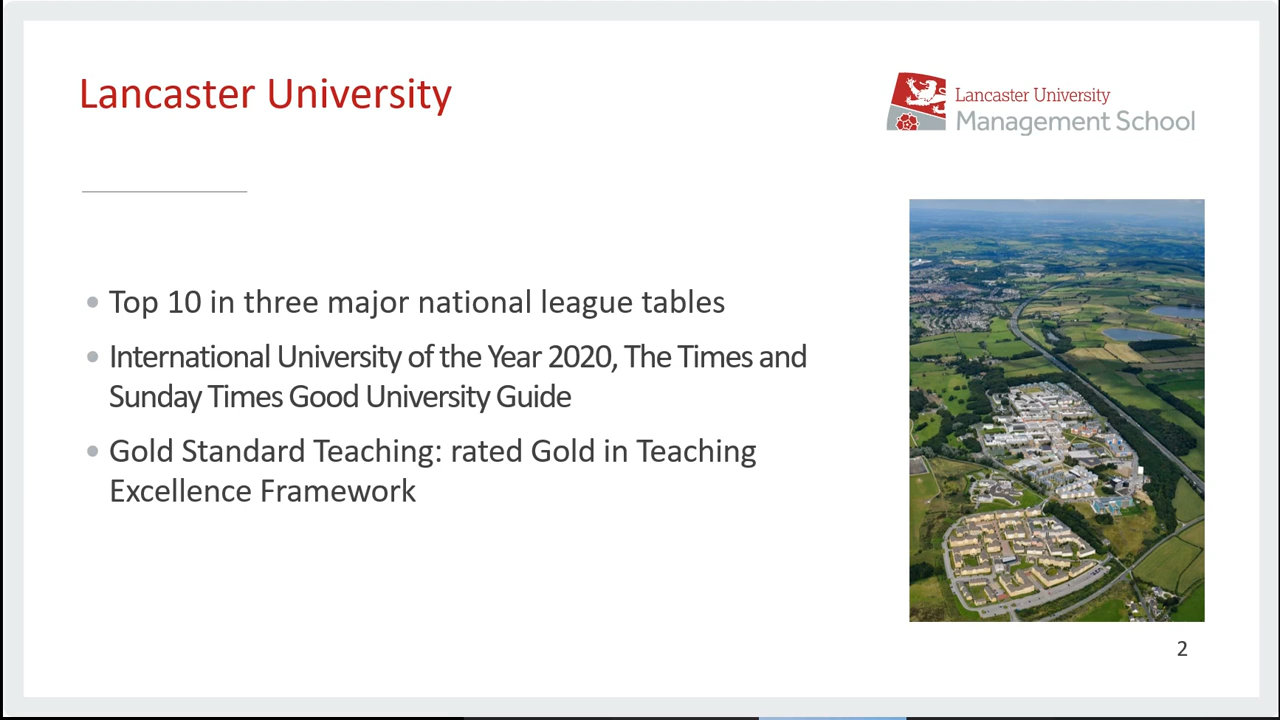 Lancaster University
Lancaster University
Management School
Top 10 in three major national league tables
International University of the Year 2020, The Times and
Sunday Times Good University Guide
Gold Standard Teaching: rated Gold in Teaching
Excellence Framework
2